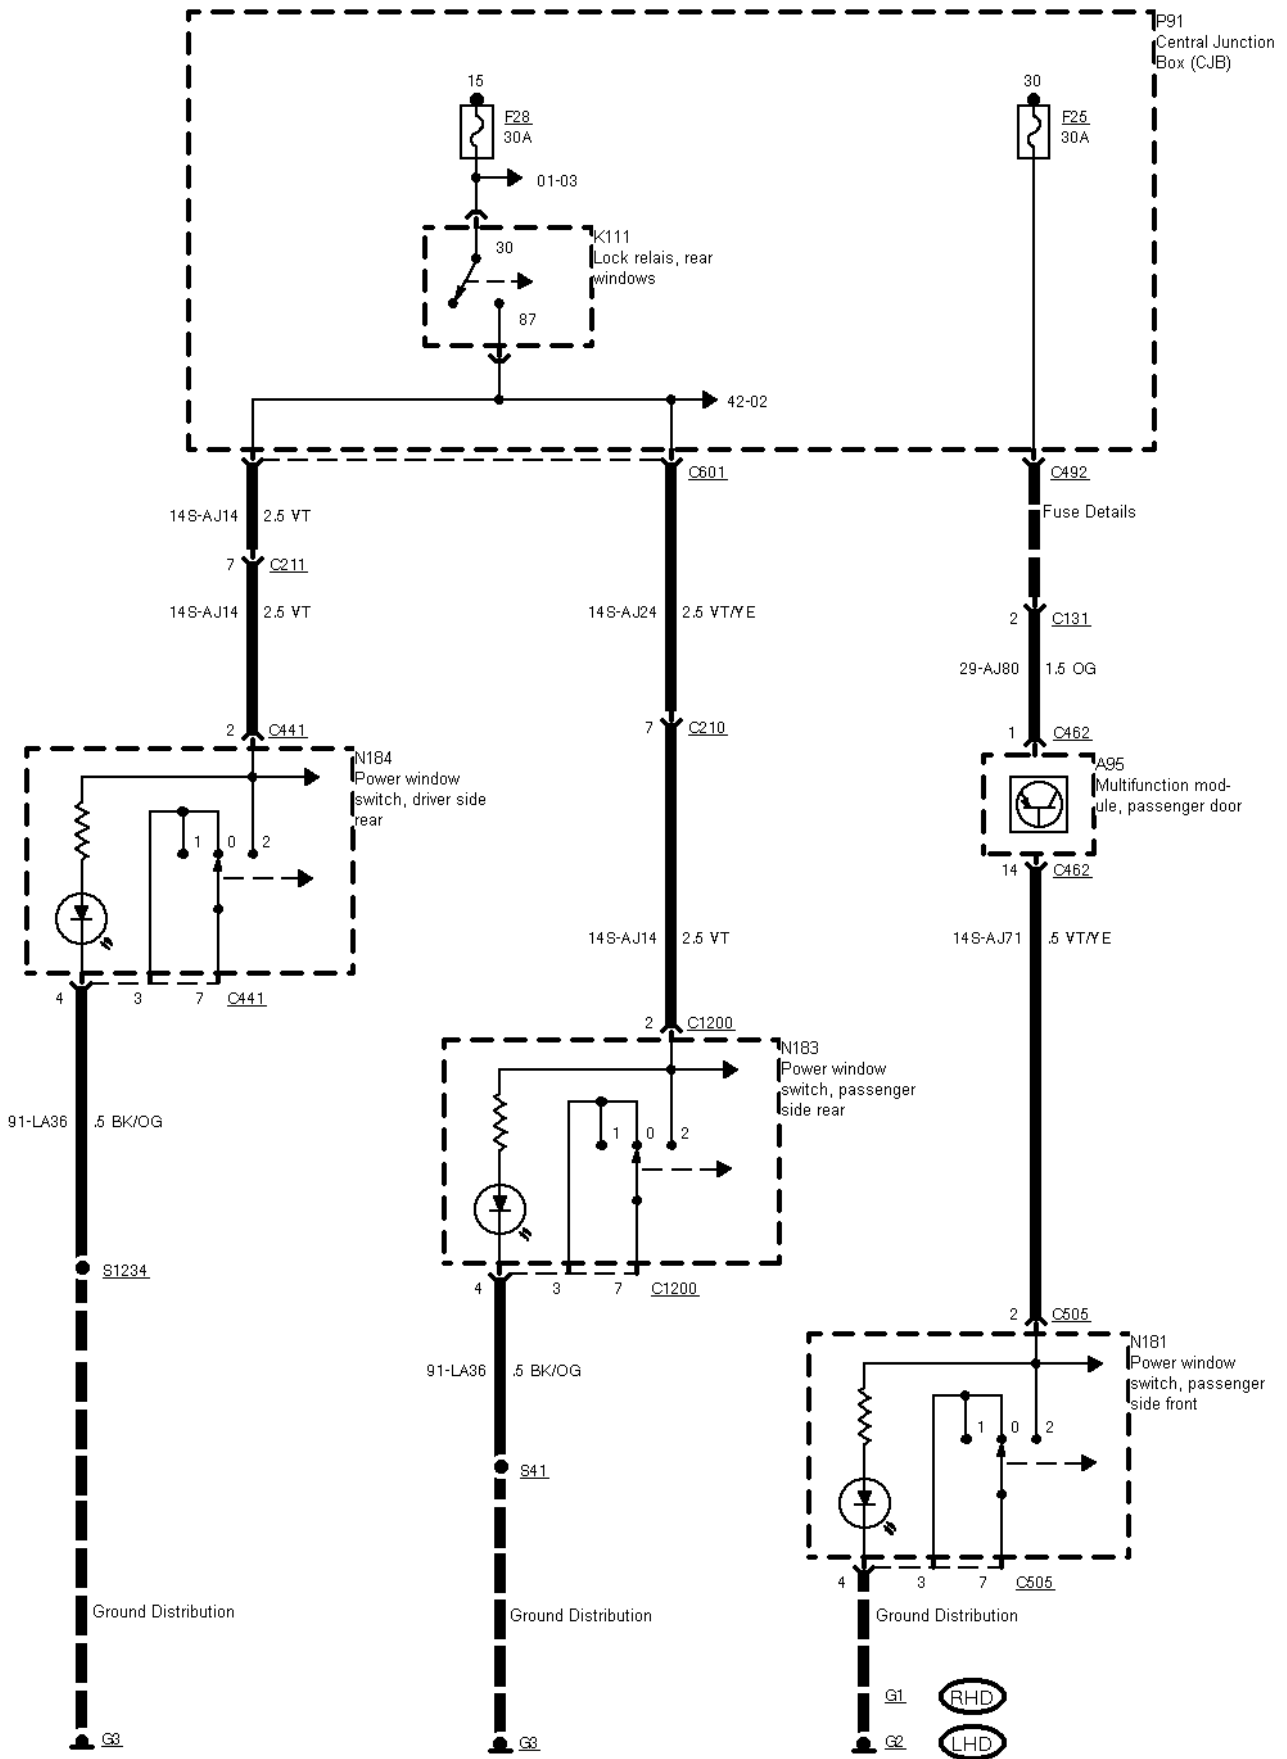 P91
Central Junction
Box (CJB)
15
30
F28
30A
F25
30A
01-03
K111
Lock relais, rear
windows
30
87
42-02
C601
C492
14S-AJ14 2.5 VT
Fuse Details
7 C211
14S-AJ14 2.5 VT
14S-AJ24 2.5 VT/YE
2 C131
29-AJ80 1.5 OG
2 C441
7 C210
1 C462
N184
Power window
switch, driver side
rear
A95
Multifunction mod-
ule, passenger door
1 0 2
14 C462
14S-AJ14 2.5 VT
14S-AJ71 .5 VT/YE
4 3 7 C441
2 C1200
N183
Power window
switch, passenger
side rear
91-LA36 .5 BK/OG
1 0 2
S1234
4 3 7 C1200
2 C505
N181
Power window
switch, passenger
side front
91-LA36 .5 BK/OG
1 0 2
S41
4 3 7 C505
Ground Distribution
Ground Distribution
Ground Distribution
G1 RHD
G3
G3
G2 LHD